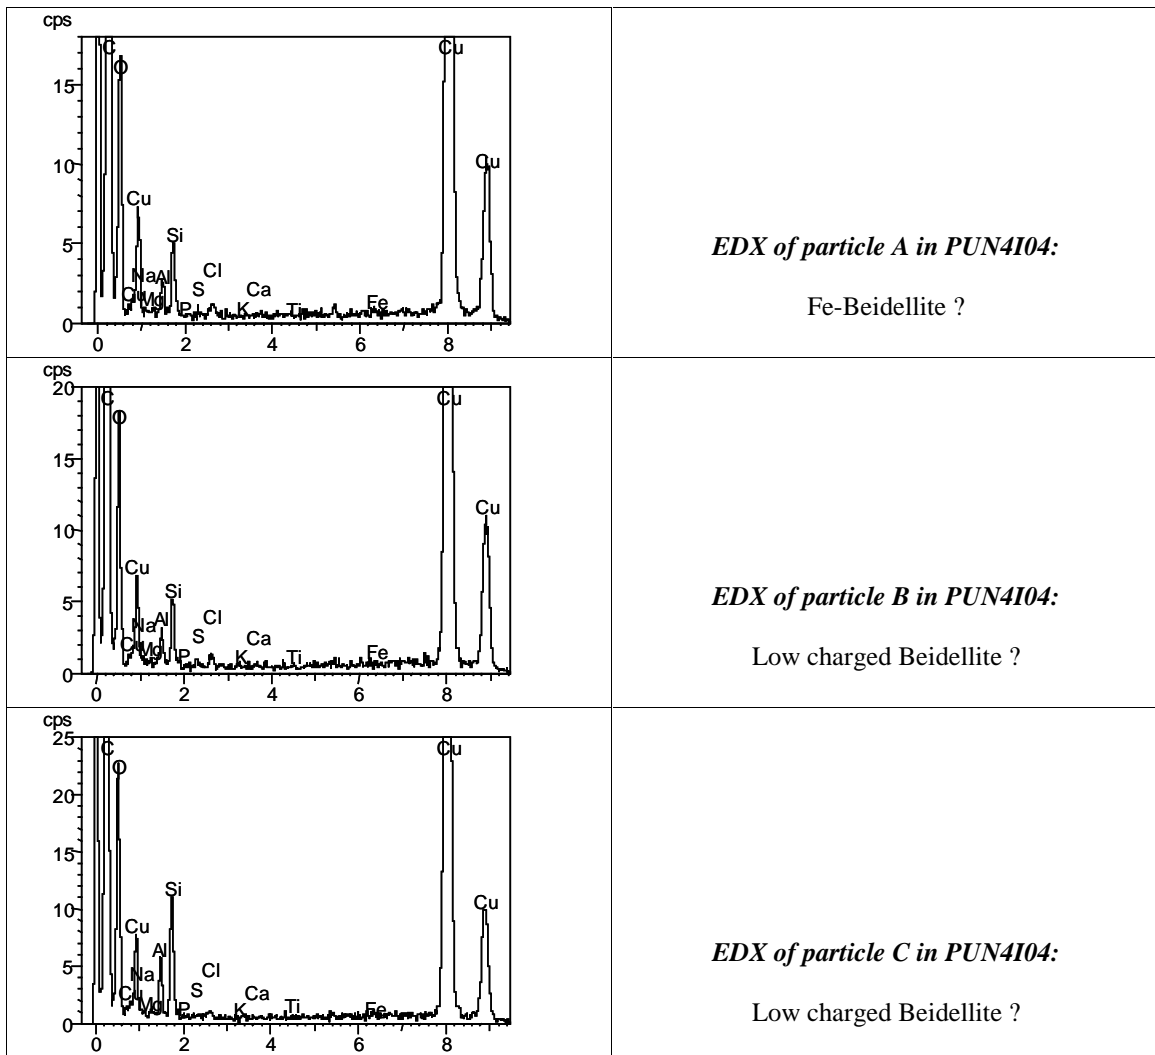 cps
C
Cu
O
15
10
Cu
Cu
5
Si
Na Al
Cl
Cu Mg
S
Ca
P
K
Ti
Fe
0
0 2 4 6 8
EDX of particle A in PUN4I04:
Fe-Beidellite ?
cps
20
C
Cu
O
15
10
Cu
Cu
5
Si
Na Al
Cl
Cu Mg
S
Ca
P
K
Ti
Fe
0
0 2 4 6 8
EDX of particle B in PUN4I04:
Low charged Beidellite ?
cps
25
C
Cu
O
20
15
10
Si
Cu
Cu
Al
5
Na
Cl
Cu Mg
S
Ca
P
K
Ti
Fe
0
0 2 4 6 8
EDX of particle C in PUN4I04:
Low charged Beidellite ?